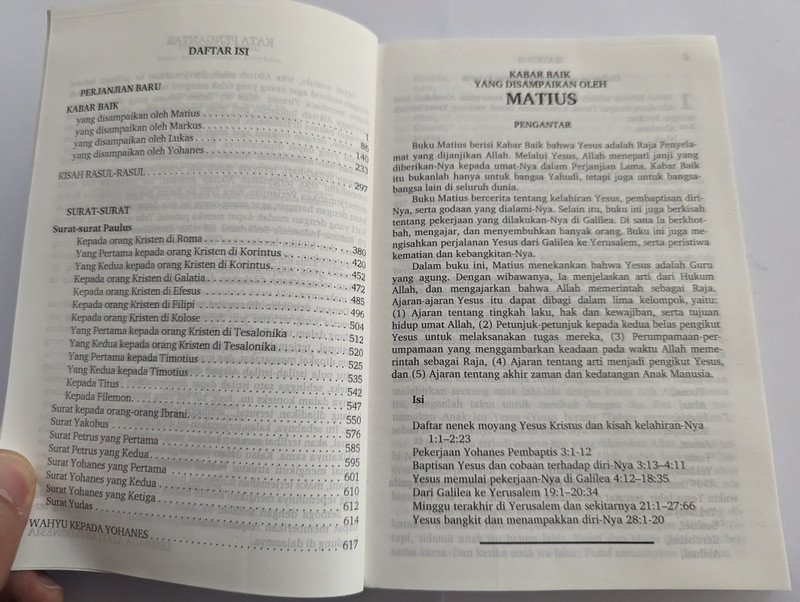 DAFTAR ISI
PERJANJIAN BARU
KABAR BAIK
yang disampaikan oleh Matius . . . 1
yang disampaikan oleh Markus . . . 86
yang disampaikan oleh Lukas . . . 140
yang disampaikan oleh Yohanes . . . 233
KISAH RASUL-RASUL . . . 297
SURAT-SURAT
Surat-surat Paulus
Kepada orang Kristen di Roma . . . 380
Yang Pertama kepada orang Kristen di Korintus . . . 420
Yang Kedua kepada orang Kristen di Korintus . . . 452
Kepada orang Kristen di Galatia . . . 472
Kepada orang Kristen di Efesus . . . 485
Kepada orang Kristen di Filipi . . . 496
Kepada orang Kristen di Kolose . . . 504
Yang Pertama kepada orang Kristen di Tesalonika . . . 512
Yang Kedua kepada orang Kristen di Tesalonika . . . 520
Yang Pertama kepada Timotius . . . 525
Yang Kedua kepada Timotius . . . 535
Kepada Titus . . . 542
Kepada Filemon . . . 547
Surat kepada orang-orang Ibrani . . . 550
Surat Yakobus . . . 576
Surat Petrus yang Pertama . . . 585
Surat Petrus yang Kedua . . . 595
Surat Yohanes yang Pertama . . . 601
Surat Yohanes yang Kedua . . . 610
Surat Yohanes yang Ketiga . . . 612
Surat Yudas . . . 614
WAHYU KEPADA YOHANES . . . 617
KABAR BAIK
YANG DISAMPAIKAN OLEH
MATIUS
PENGANTAR
Buku Matius berisi Kabar Baik bahwa Yesus adalah Raja Penyela-
mat yang dijanjikan Allah. Melalui Yesus, Allah menepati janji yang
diberikan-Nya kepada umat-Nya dalam Perjanjian Lama. Kabar Baik
itu bukanlah hanya untuk bangsa Yahudi, tetapi juga untuk bangsa-
bangsa lain di seluruh dunia.
Buku Matius bercerita tentang kelahiran Yesus, pembaptisan diri-
Nya, serta godaan yang dialami-Nya. Selain itu, buku ini juga berkisah
tentang pekerjaan yang dilakukan-Nya di Galilea. Di sana Ia berkhot-
bah, mengajar, dan menyembuhkan banyak orang. Buku ini juga me-
ngisahkan perjalanan Yesus dari Galilea ke Yerusalem, serta peristiwa
kematian dan kebangkitan-Nya.
Dalam buku ini, Matius menekankan bahwa Yesus adalah Guru
yang agung. Dengan wibawanya, Ia menjelaskan arti dari Hukum
Allah, dan mengajarkan bahwa Allah memerintah sebagai Raja.
Ajaran-ajaran Yesus itu dapat dibagi dalam lima kelompok, yaitu:
(1) Ajaran tentang tingkah laku, hak dan kewajiban, serta tujuan
hidup umat Allah, (2) Petunjuk-petunjuk kepada kedua belas pengikut
Yesus untuk melaksanakan tugas mereka, (3) Perumpamaan-per-
umpamaan yang menggambarkan keadaan pada waktu Allah meme-
rintah sebagai Raja, (4) Ajaran tentang arti menjadi pengikut Yesus,
dan (5) Ajaran tentang akhir zaman dan kedatangan Anak Manusia.
Isi
Daftar nenek moyang Yesus Kristus dan kisah kelahiran-Nya
1:1–2:23
Pekerjaan Yohanes Pembaptis 3:1-12
Baptisan Yesus dan cobaan terhadap diri-Nya 3:13–4:11
Yesus memulai pekerjaan-Nya di Galilea 4:12–18:35
Dari Galilea ke Yerusalem 19:1–20:34
Minggu terakhir di Yerusalem dan sekitarnya 21:1–27:66
Yesus bangkit dan menampakkan diri-Nya 28:1-20